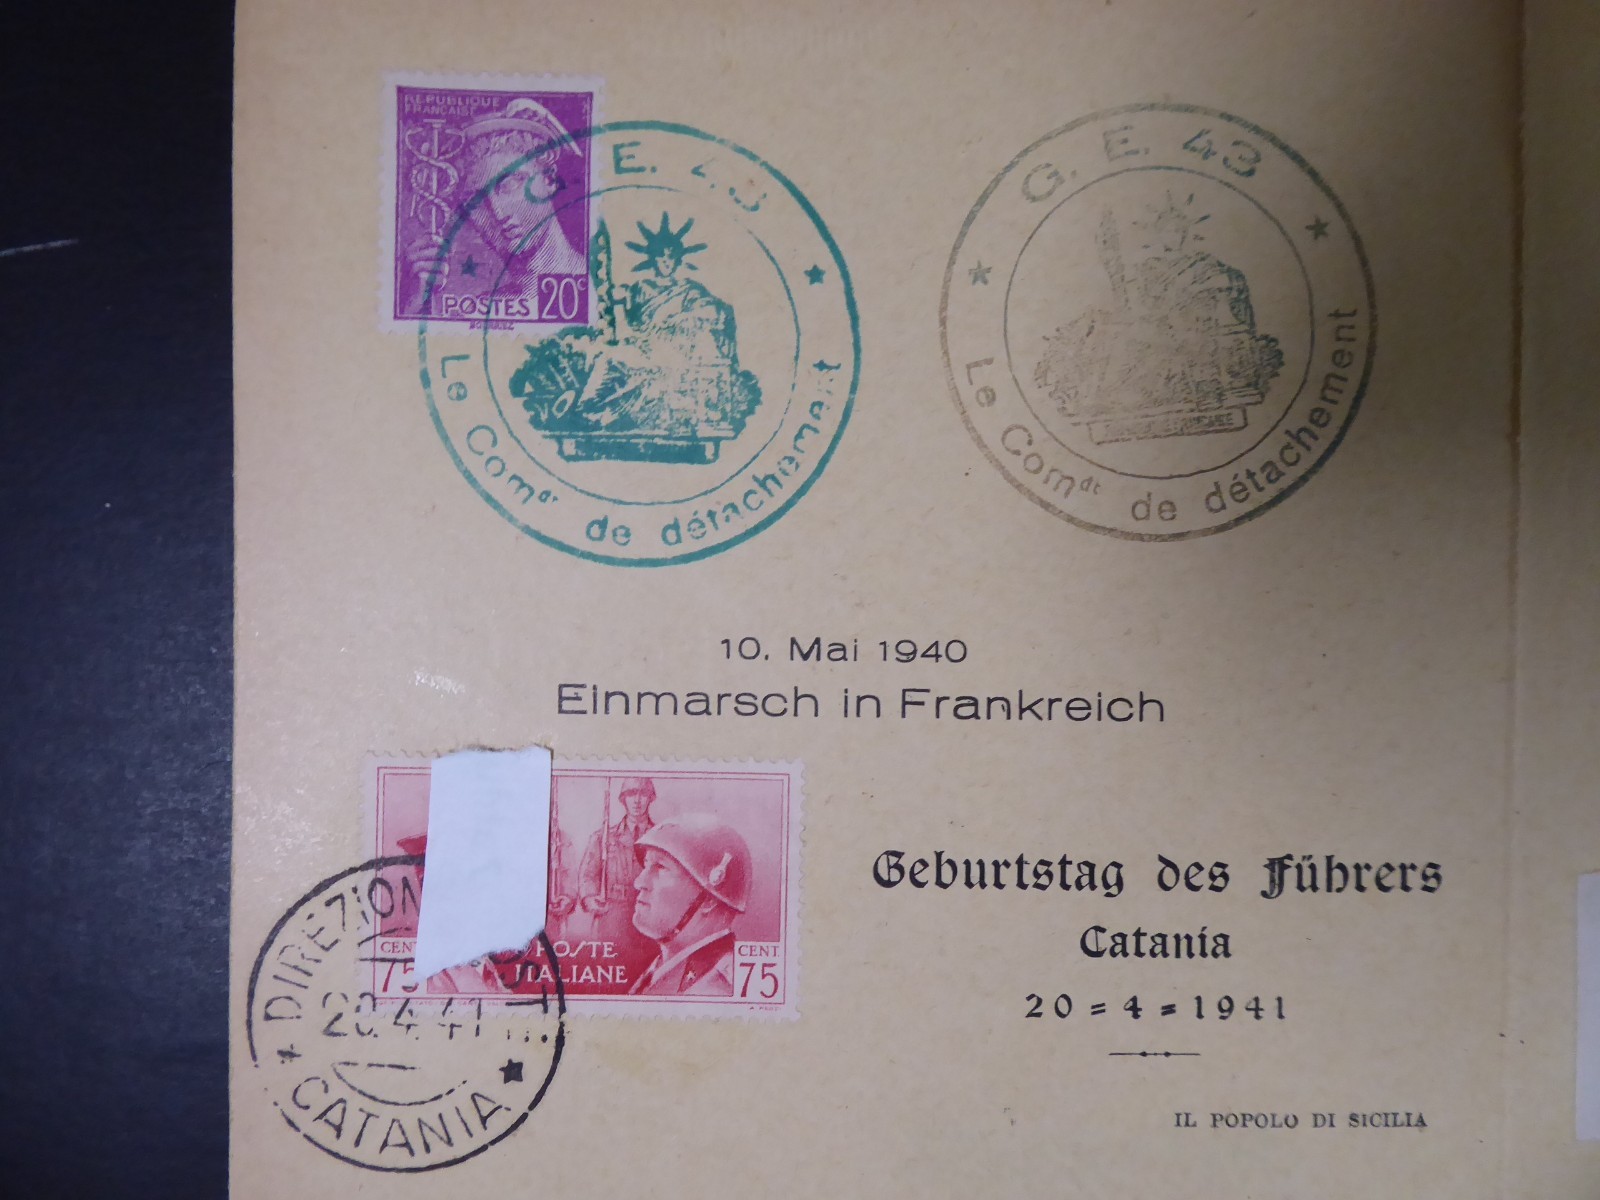 REPUBLIQUE
FRANCAISE
POSTES 20c
G. E. 43
Le Comdt de détachement
G. E. 43
Le Comdt de détachement
10. Mai 1940
Einmarsch in Frankreich
CENT 75
POSTE
ITALIANE
CENT 75
DIREZION
20.4.41
CATANIA
Geburtstag des Führers
Catania
20=4=1941
IL POPOLO DI SICILIA